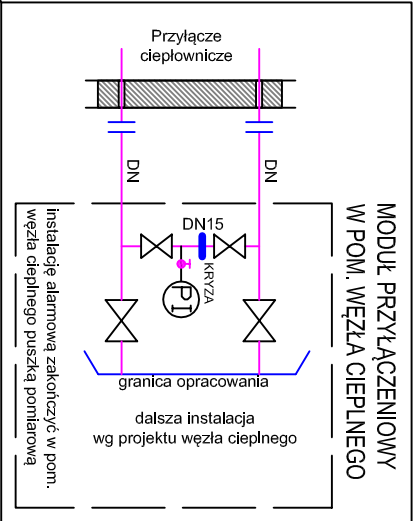 Przyłącze
ciepłownicze
DN
DN
MODUŁ PRZYŁĄCZENIOWY
W POM. WĘZŁA CIEPLNEGO
DN15
KRYZA
PI
granica opracowania
dalsza instalacja
wg projektu węzła cieplnego
instalację alarmową zakończyć w pom.
węzła cieplnego puszką pomiarową